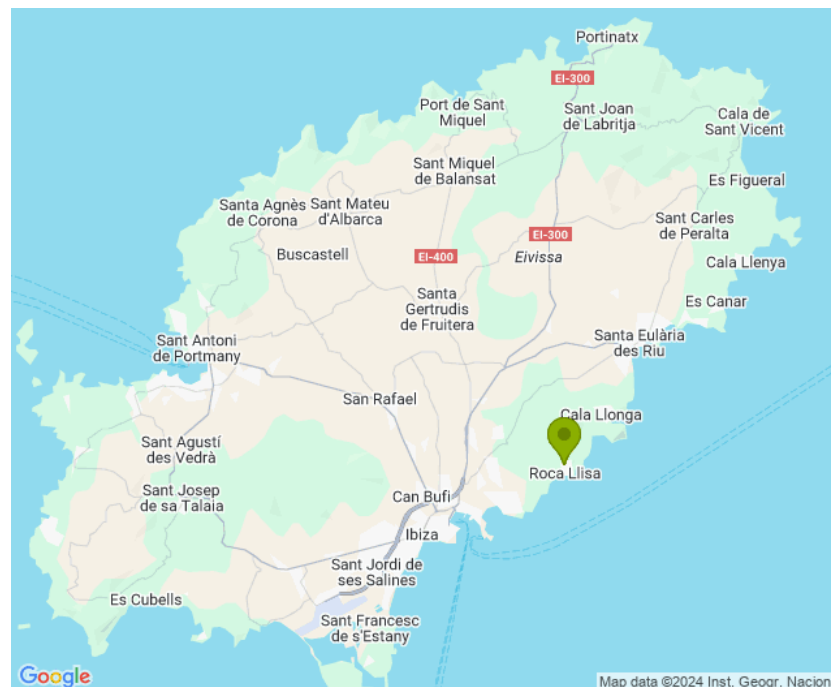 Portinatx
EI-300
Port de Sant
Miquel
Sant Joan
de Labritja
Cala de
Sant Vicent
Sant Miquel
de Balansat
Es Figueral
Santa Agnès
de Corona
Sant Mateu
d'Albarca
Sant Carles
de Peralta
EI-300
Buscastell
EI-400
Eivissa
Cala Llenya
Santa
Gertrudis
de Fruitera
Es Canar
Sant Antoni
de Portmany
Santa Eulària
des Riu
San Rafael
Cala Llonga
Sant Agustí
des Vedrà
Roca Llisa
Sant Josep
de sa Talaia
Can Bufi
Ibiza
Sant Jordi de
ses Salines
Es Cubells
Sant Francesc
de s'Estany
Google
Map data ©2024 Inst. Geogr. Nacion